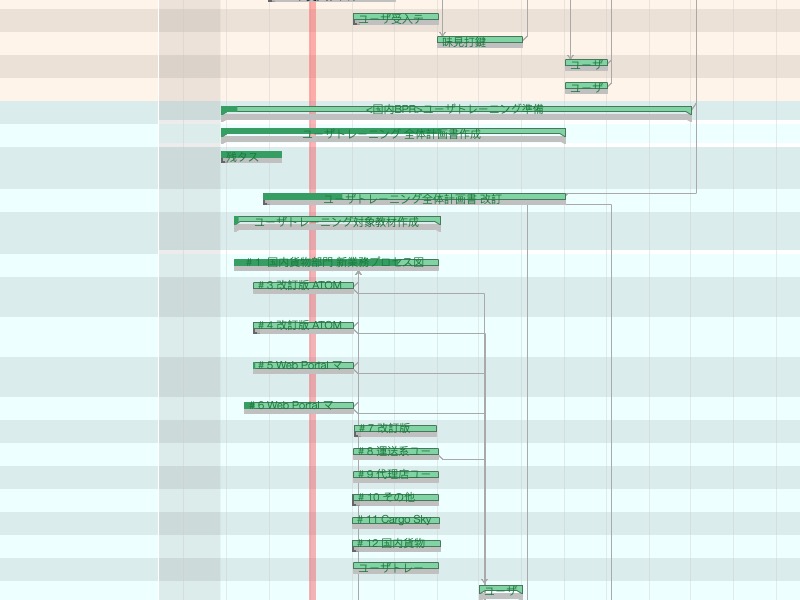 ユーザ受入テ
味見打鍵
ユーザ
ユーザ
<国内BPR>ユーザトレーニング準備
ユーザトレーニング 全体計画書作成
残タス
ユーザトレーニング全体計画書 改訂
ユーザトレーニング対象教材作成
#1 国内貨物部門 新業務プロセス図
#3 改訂版 ATOM
#4 改訂版 ATOM
#5 Web Portal マ
#6 Web Portal マ
#7 改訂版
#8 運送系コー
#9 代理店コー
#10 その他
#11 Cargo Sky
#12 国内貨物
ユーザトレー
ユーザ